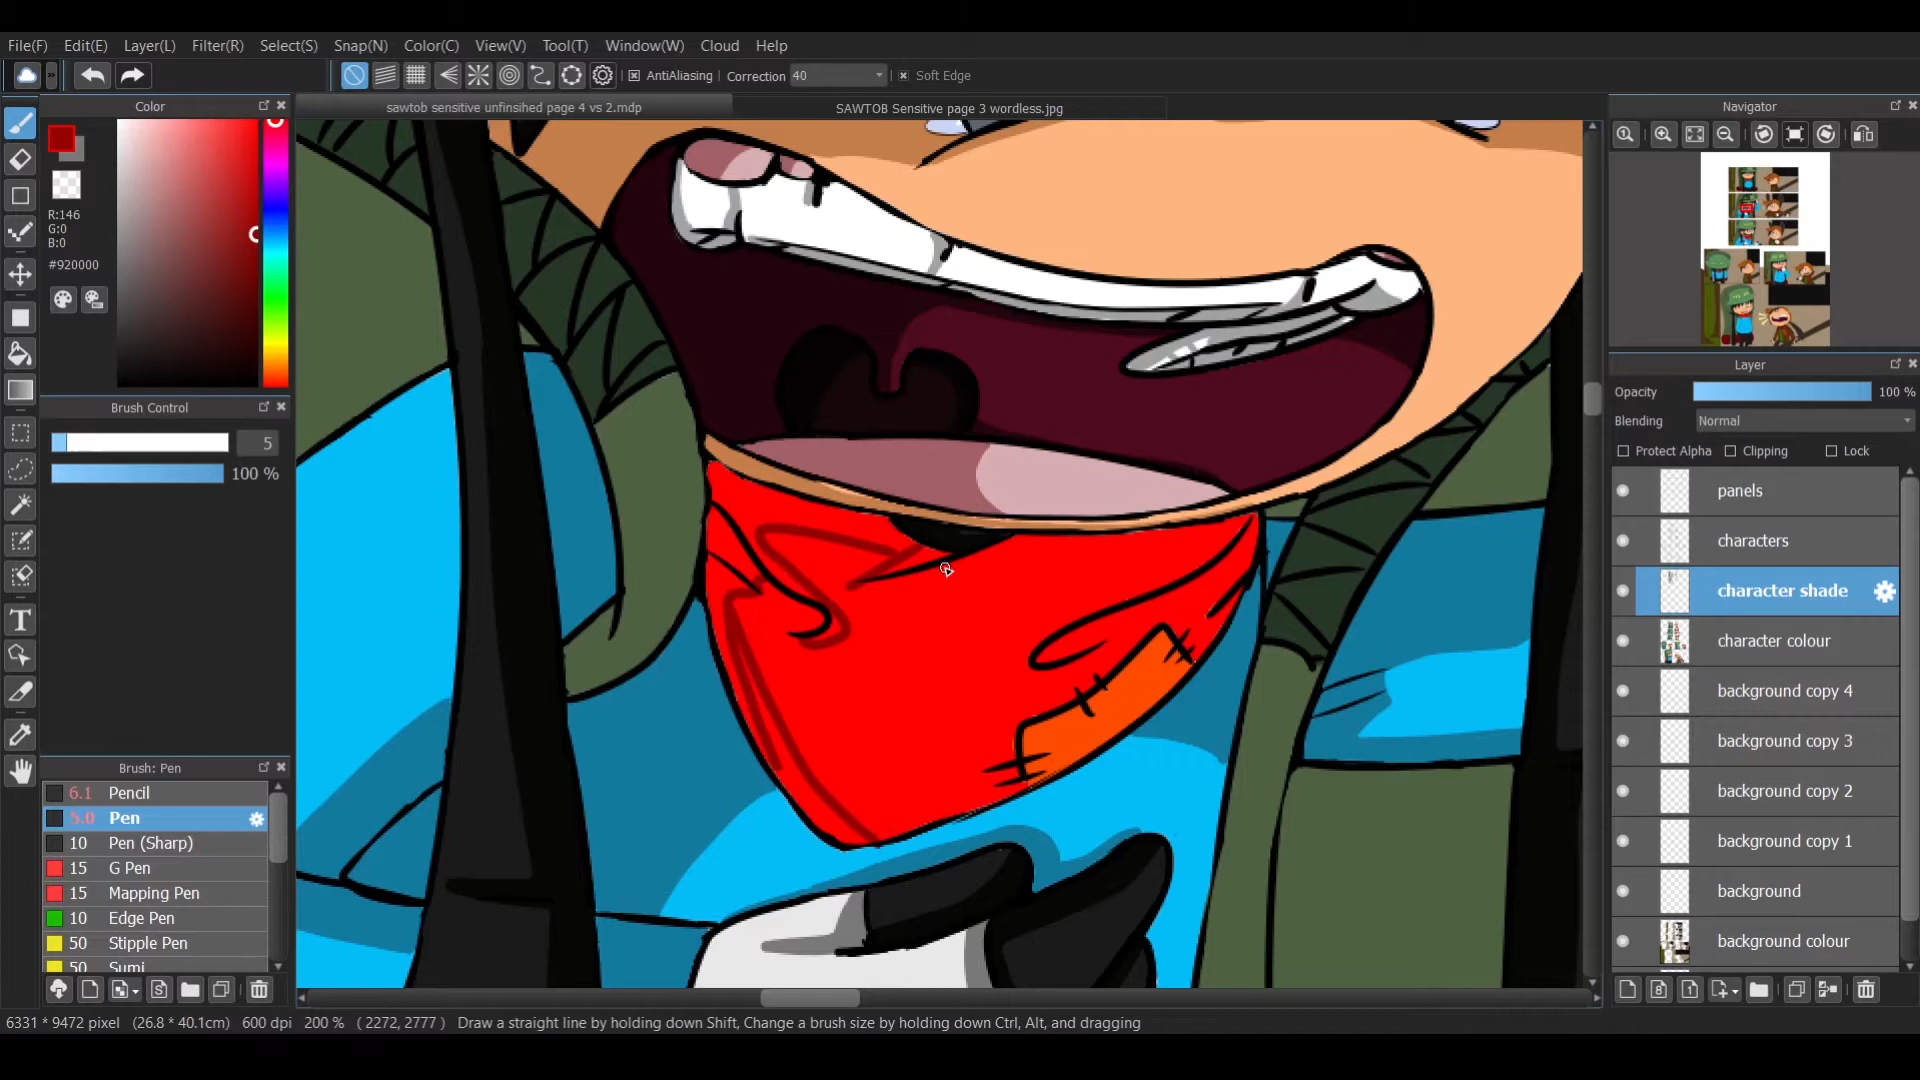 File(F) Edit(E) Layer(L) Filter(R) Select(S) Snap(N) Color(C) View(V) Tool(T) Window(W) Cloud Help
AntiAliasing Correction 40 Soft Edge
Color
sawtob sensitive unfinsihed page 4 vs 2.mdp
SAWTOB Sensitive page 3 wordless.jpg
Navigator
R:146
G:0
B:0
#920000
Layer
Opacity 100 %
Blending Normal
Protect Alpha Clipping Lock
Brush Control
5
100 %
panels
characters
character shade
character colour
background copy 4
background copy 3
background copy 2
background copy 1
background
background colour
Brush: Pen
6.1 Pencil
5.0 Pen
10 Pen (Sharp)
15 G Pen
15 Mapping Pen
10 Edge Pen
50 Stipple Pen
50 Sumi
6331 * 9472 pixel (26.8 * 40.1cm) 600 dpi 200 % ( 2272, 2777 ) Draw a straight line by holding down Shift, Change a brush size by holding down Ctrl, Alt, and dragging